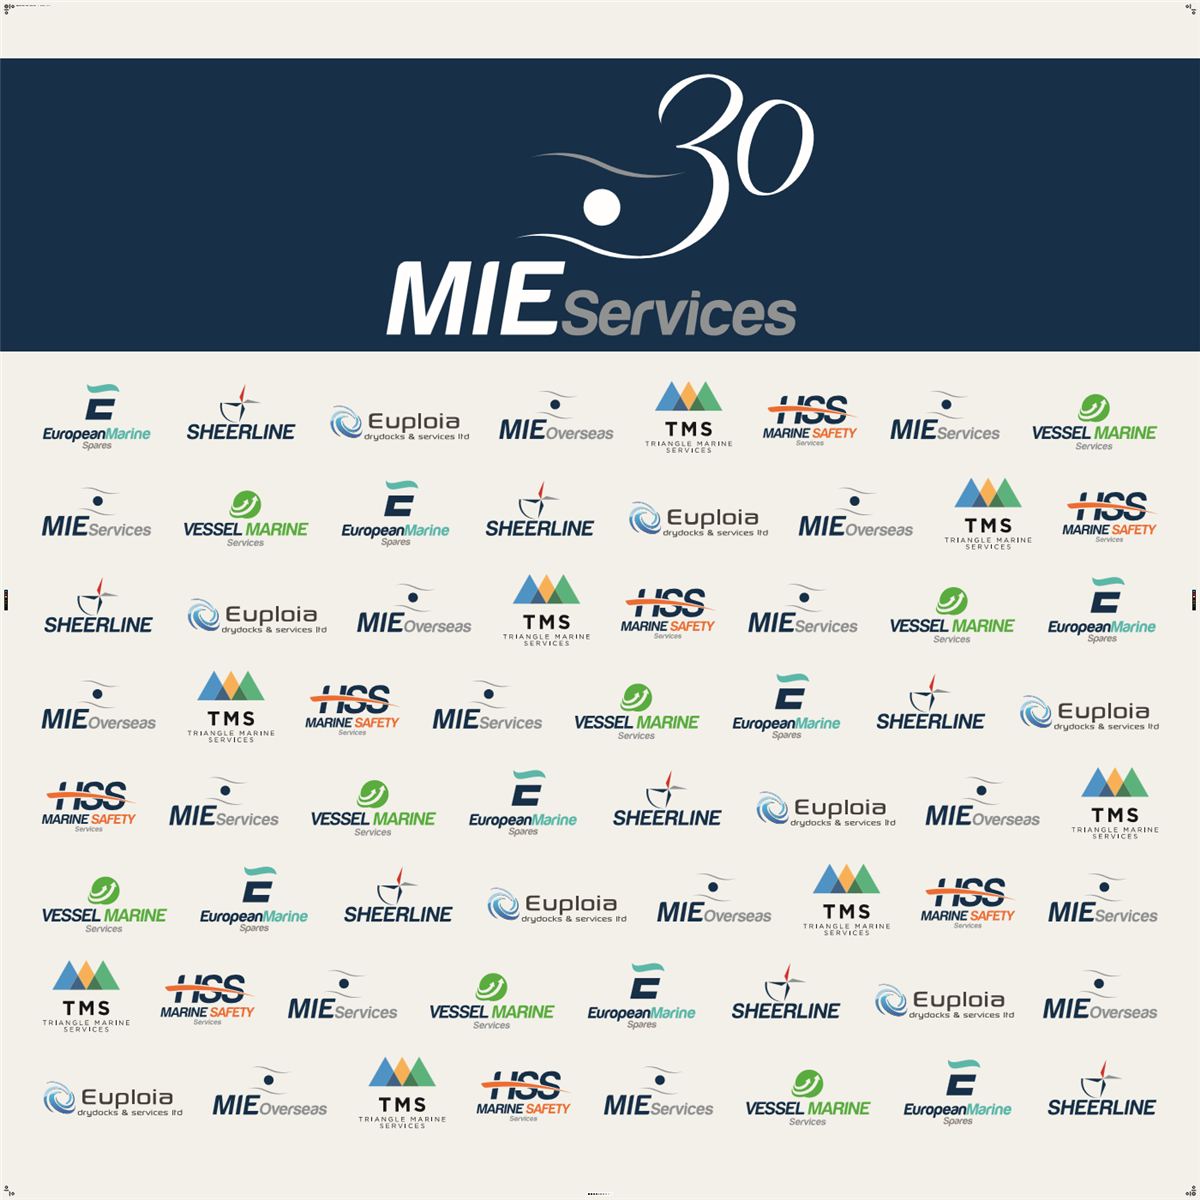 30
MIE Services
EuropeanMarine
Spares
SHEERLINE
Euploia
drydocks & services ltd
MIE Overseas
TMS
TRIANGLE MARINE
SERVICES
HSS
MARINE SAFETY
Services
MIE Services
VESSEL MARINE
Services
MIE Services
VESSEL MARINE
Services
EuropeanMarine
Spares
SHEERLINE
Euploia
drydocks & services ltd
MIE Overseas
TMS
TRIANGLE MARINE
SERVICES
HSS
MARINE SAFETY
Services
SHEERLINE
Euploia
drydocks & services ltd
MIE Overseas
TMS
TRIANGLE MARINE
SERVICES
HSS
MARINE SAFETY
Services
MIE Services
VESSEL MARINE
Services
EuropeanMarine
Spares
MIE Overseas
TMS
TRIANGLE MARINE
SERVICES
HSS
MARINE SAFETY
Services
MIE Services
VESSEL MARINE
Services
EuropeanMarine
Spares
SHEERLINE
Euploia
drydocks & services ltd
HSS
MARINE SAFETY
Services
MIE Services
VESSEL MARINE
Services
EuropeanMarine
Spares
SHEERLINE
Euploia
drydocks & services ltd
MIE Overseas
TMS
TRIANGLE MARINE
SERVICES
VESSEL MARINE
Services
EuropeanMarine
Spares
SHEERLINE
Euploia
drydocks & services ltd
MIE Overseas
TMS
TRIANGLE MARINE
SERVICES
HSS
MARINE SAFETY
Services
MIE Services
TMS
TRIANGLE MARINE
SERVICES
HSS
MARINE SAFETY
Services
MIE Services
VESSEL MARINE
Services
EuropeanMarine
Spares
SHEERLINE
Euploia
drydocks & services ltd
MIE Overseas
Euploia
drydocks & services ltd
MIE Overseas
TMS
TRIANGLE MARINE
SERVICES
HSS
MARINE SAFETY
Services
MIE Services
VESSEL MARINE
Services
EuropeanMarine
Spares
SHEERLINE